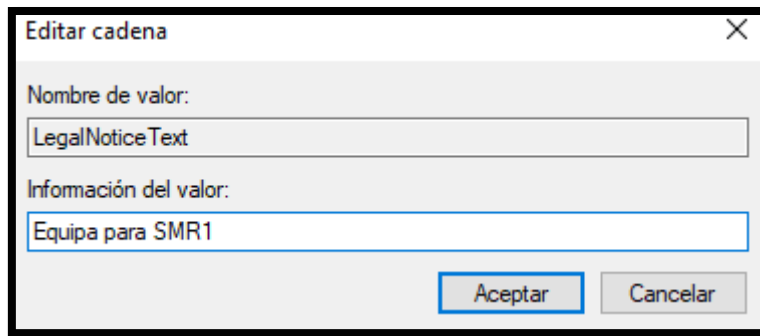 Editar cadena
Nombre de valor:
LegalNoticeText
Información del valor:
Equipa para SMR1
Aceptar Cancelar